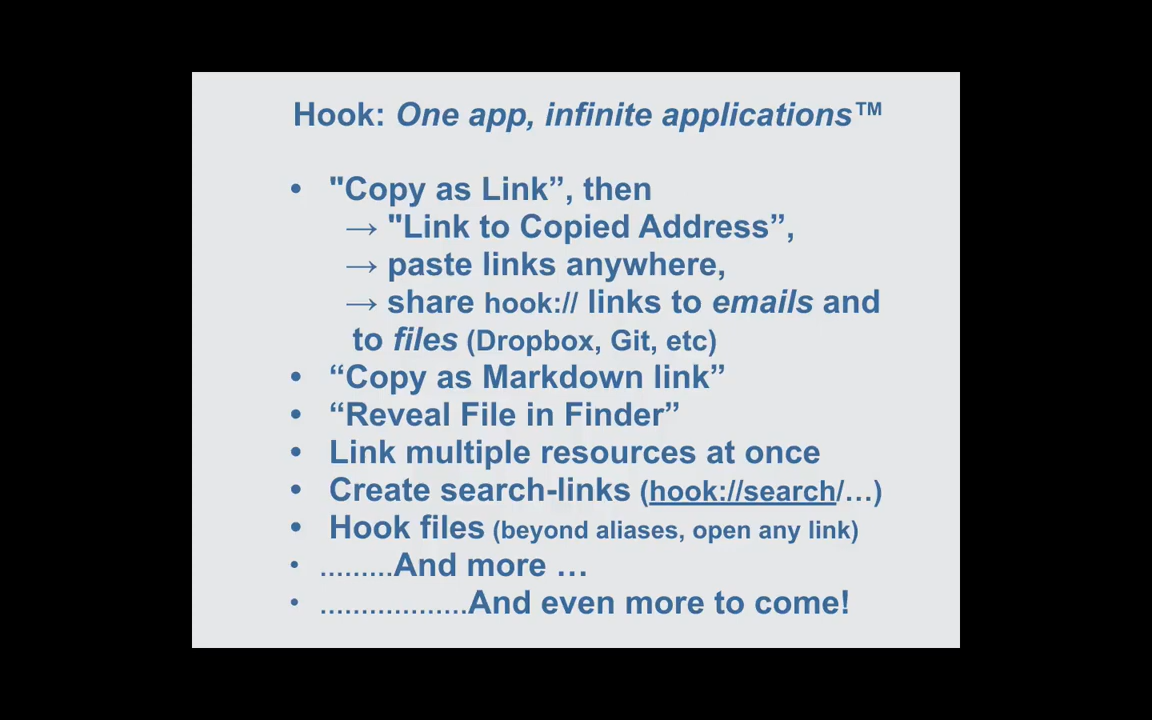 Hook: One app, infinite applications™
• "Copy as Link”, then
→ "Link to Copied Address”,
→ paste links anywhere,
→ share hook:// links to emails and
to files (Dropbox, Git, etc)
• “Copy as Markdown link”
• “Reveal File in Finder”
• Link multiple resources at once
• Create search-links (hook://search/…)
• Hook files (beyond aliases, open any link)
• .........And more …
• ..................And even more to come!